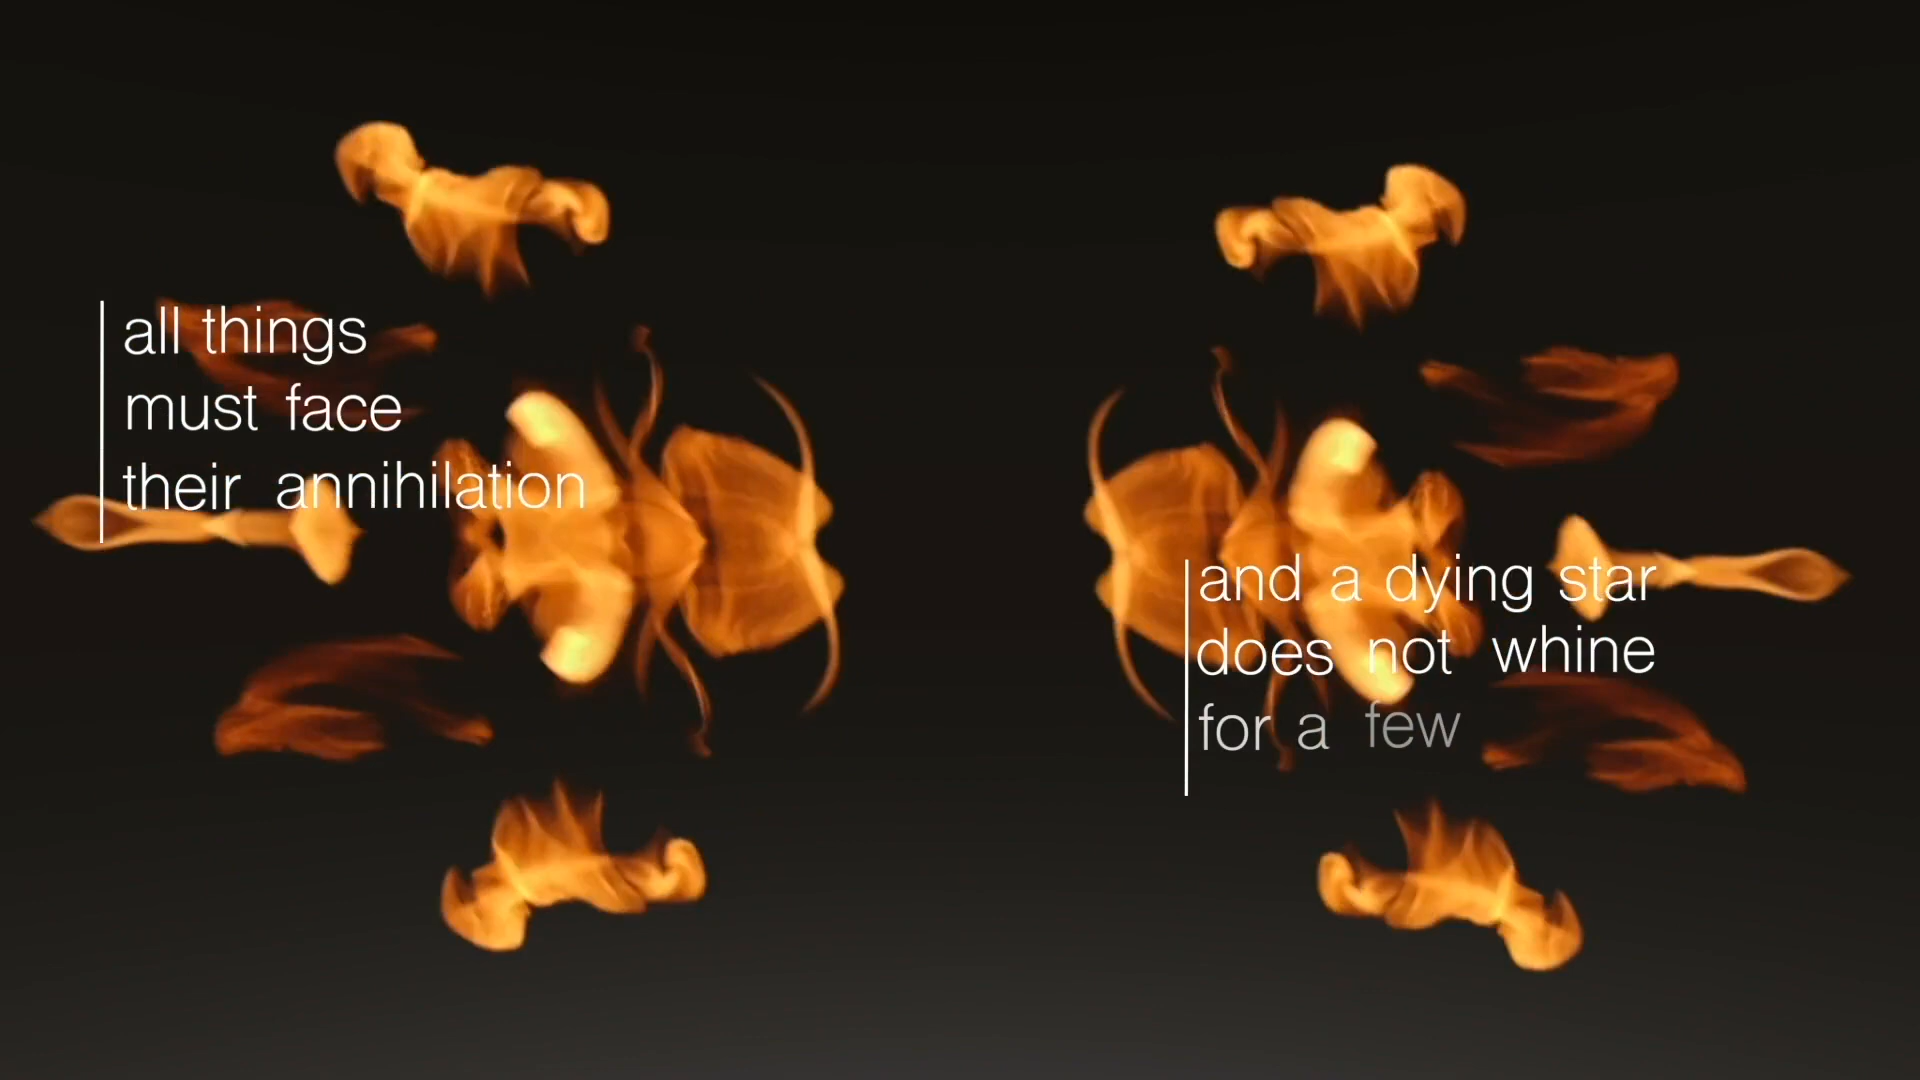 all things
must face
their annihilation
and a dying star
does not whine
for a few